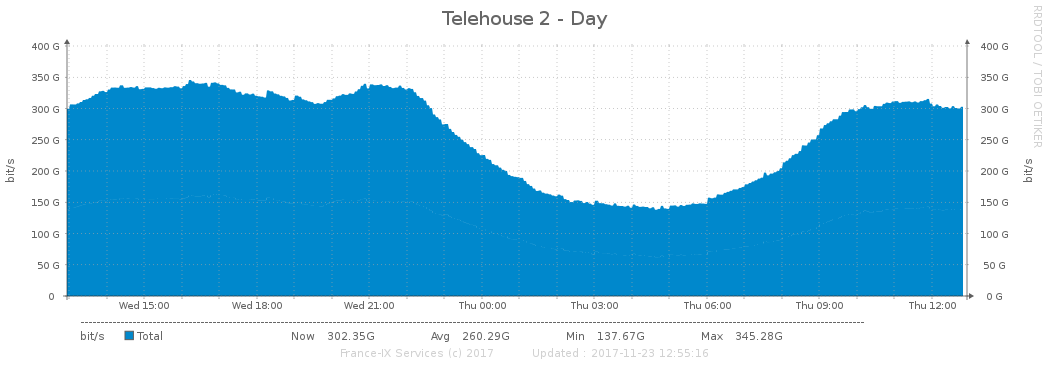 Telehouse 2 - Day
RRDTOOL / TOBI OETIKER
400 G 400 G
350 G 350 G
300 G 300 G
250 G 250 G
200 G 200 G
150 G 150 G
100 G 100 G
50 G 50 G
0 0 G
bit/s bit/s
Wed 15:00 Wed 18:00 Wed 21:00 Thu 00:00 Thu 03:00 Thu 06:00 Thu 09:00 Thu 12:00
bit/s Total Now 302.35G Avg 260.29G Min 137.67G Max 345.28G
France-IX Services (c) 2017 Updated : 2017-11-23 12:55:16